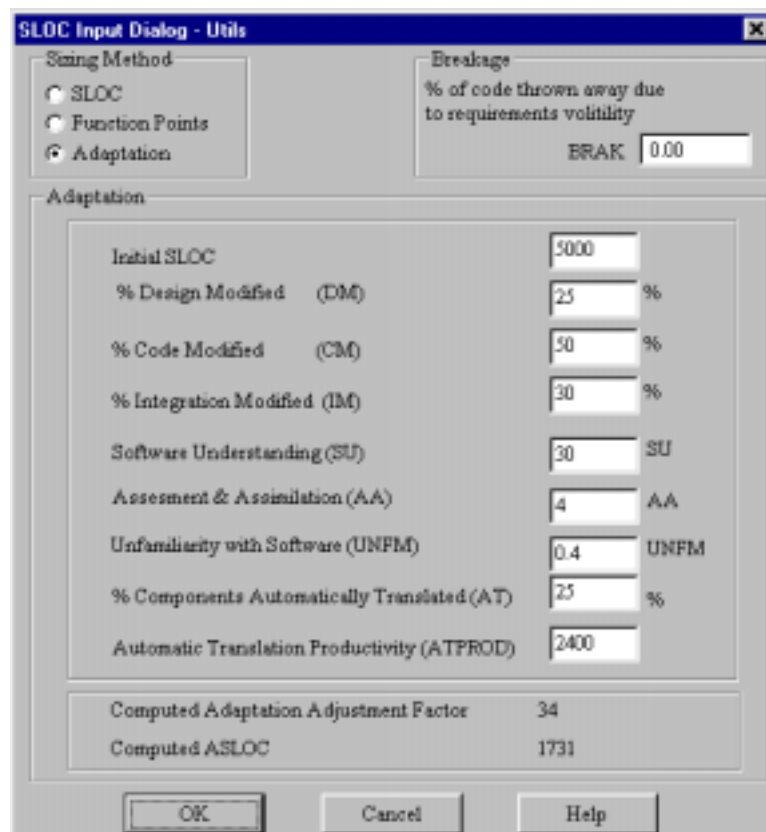 SLOC Input Dialog - Utils
Sizing Method
SLOC
Function Points
Adaptation
Breakage
% of code thrown away due
to requirements volitility
BRAK 0.00
Adaptation
Initial SLOC 5000
% Design Modified (DM) 25 %
% Code Modified (CM) 50 %
% Integration Modified (IM) 30 %
Software Understanding (SU) 30 SU
Assesment & Assimilation (AA) 4 AA
Unfamiliarity with Software (UNFM) 0.4 UNFM
% Components Automatically Translated (AT) 25 %
Automatic Translation Productivity (ATPROD) 2400
Computed Adaptation Adjustment Factor 34
Computed ASLOC 1731
OK Cancel Help